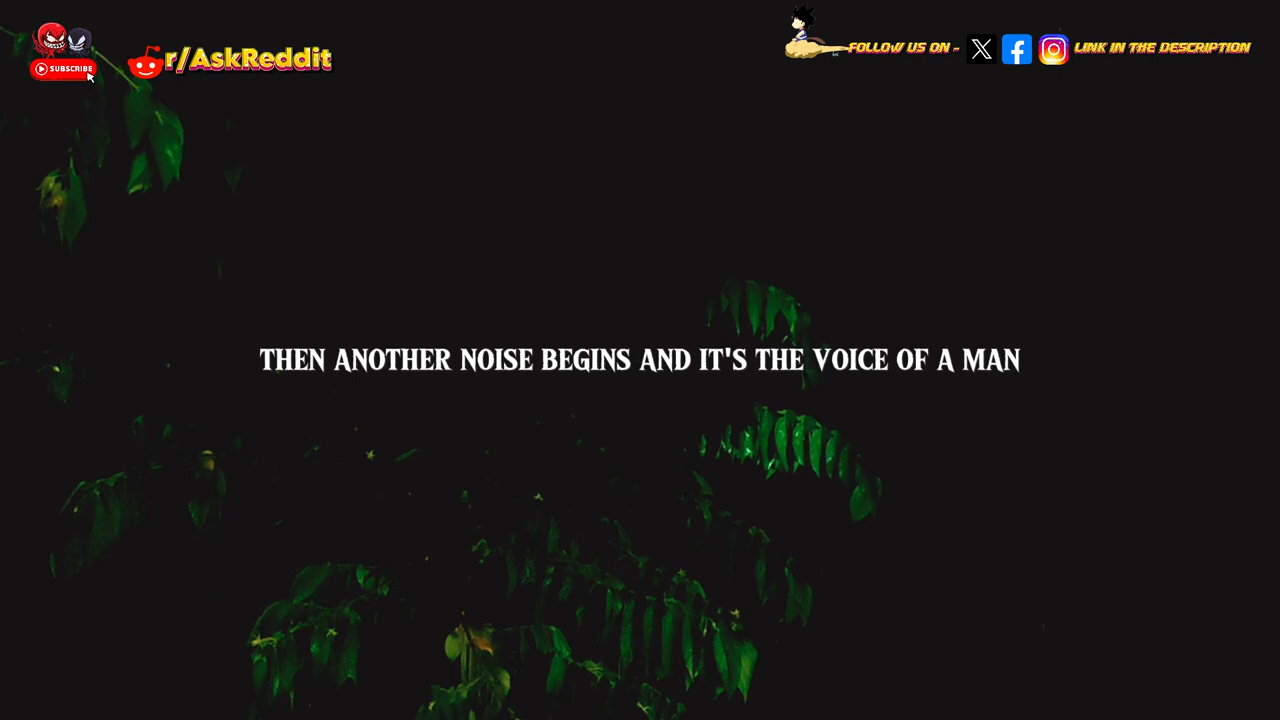 SUBSCRIBE
r/AskReddit
FOLLOW US ON -
LINK IN THE DESCRIPTION
THEN ANOTHER NOISE BEGINS AND IT'S THE VOICE OF A MAN